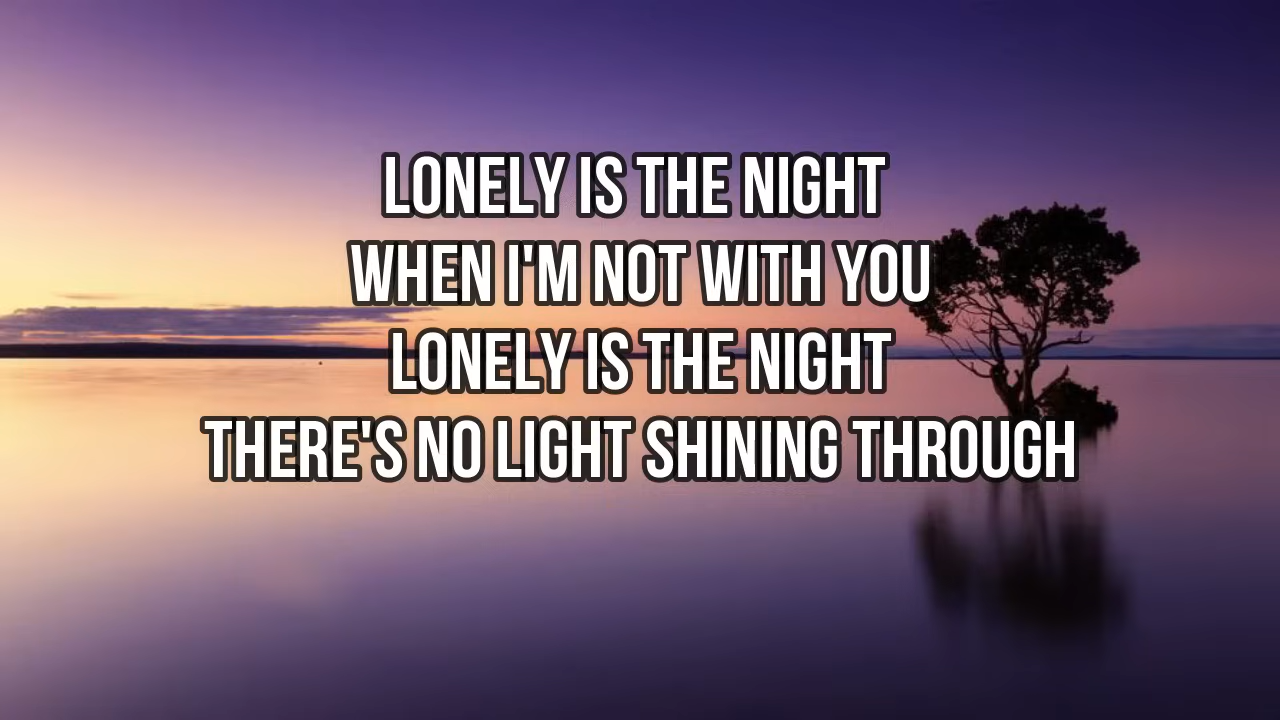 LONELY IS THE NIGHT
WHEN I'M NOT WITH YOU
LONELY IS THE NIGHT
THERE'S NO LIGHT SHINING THROUGH